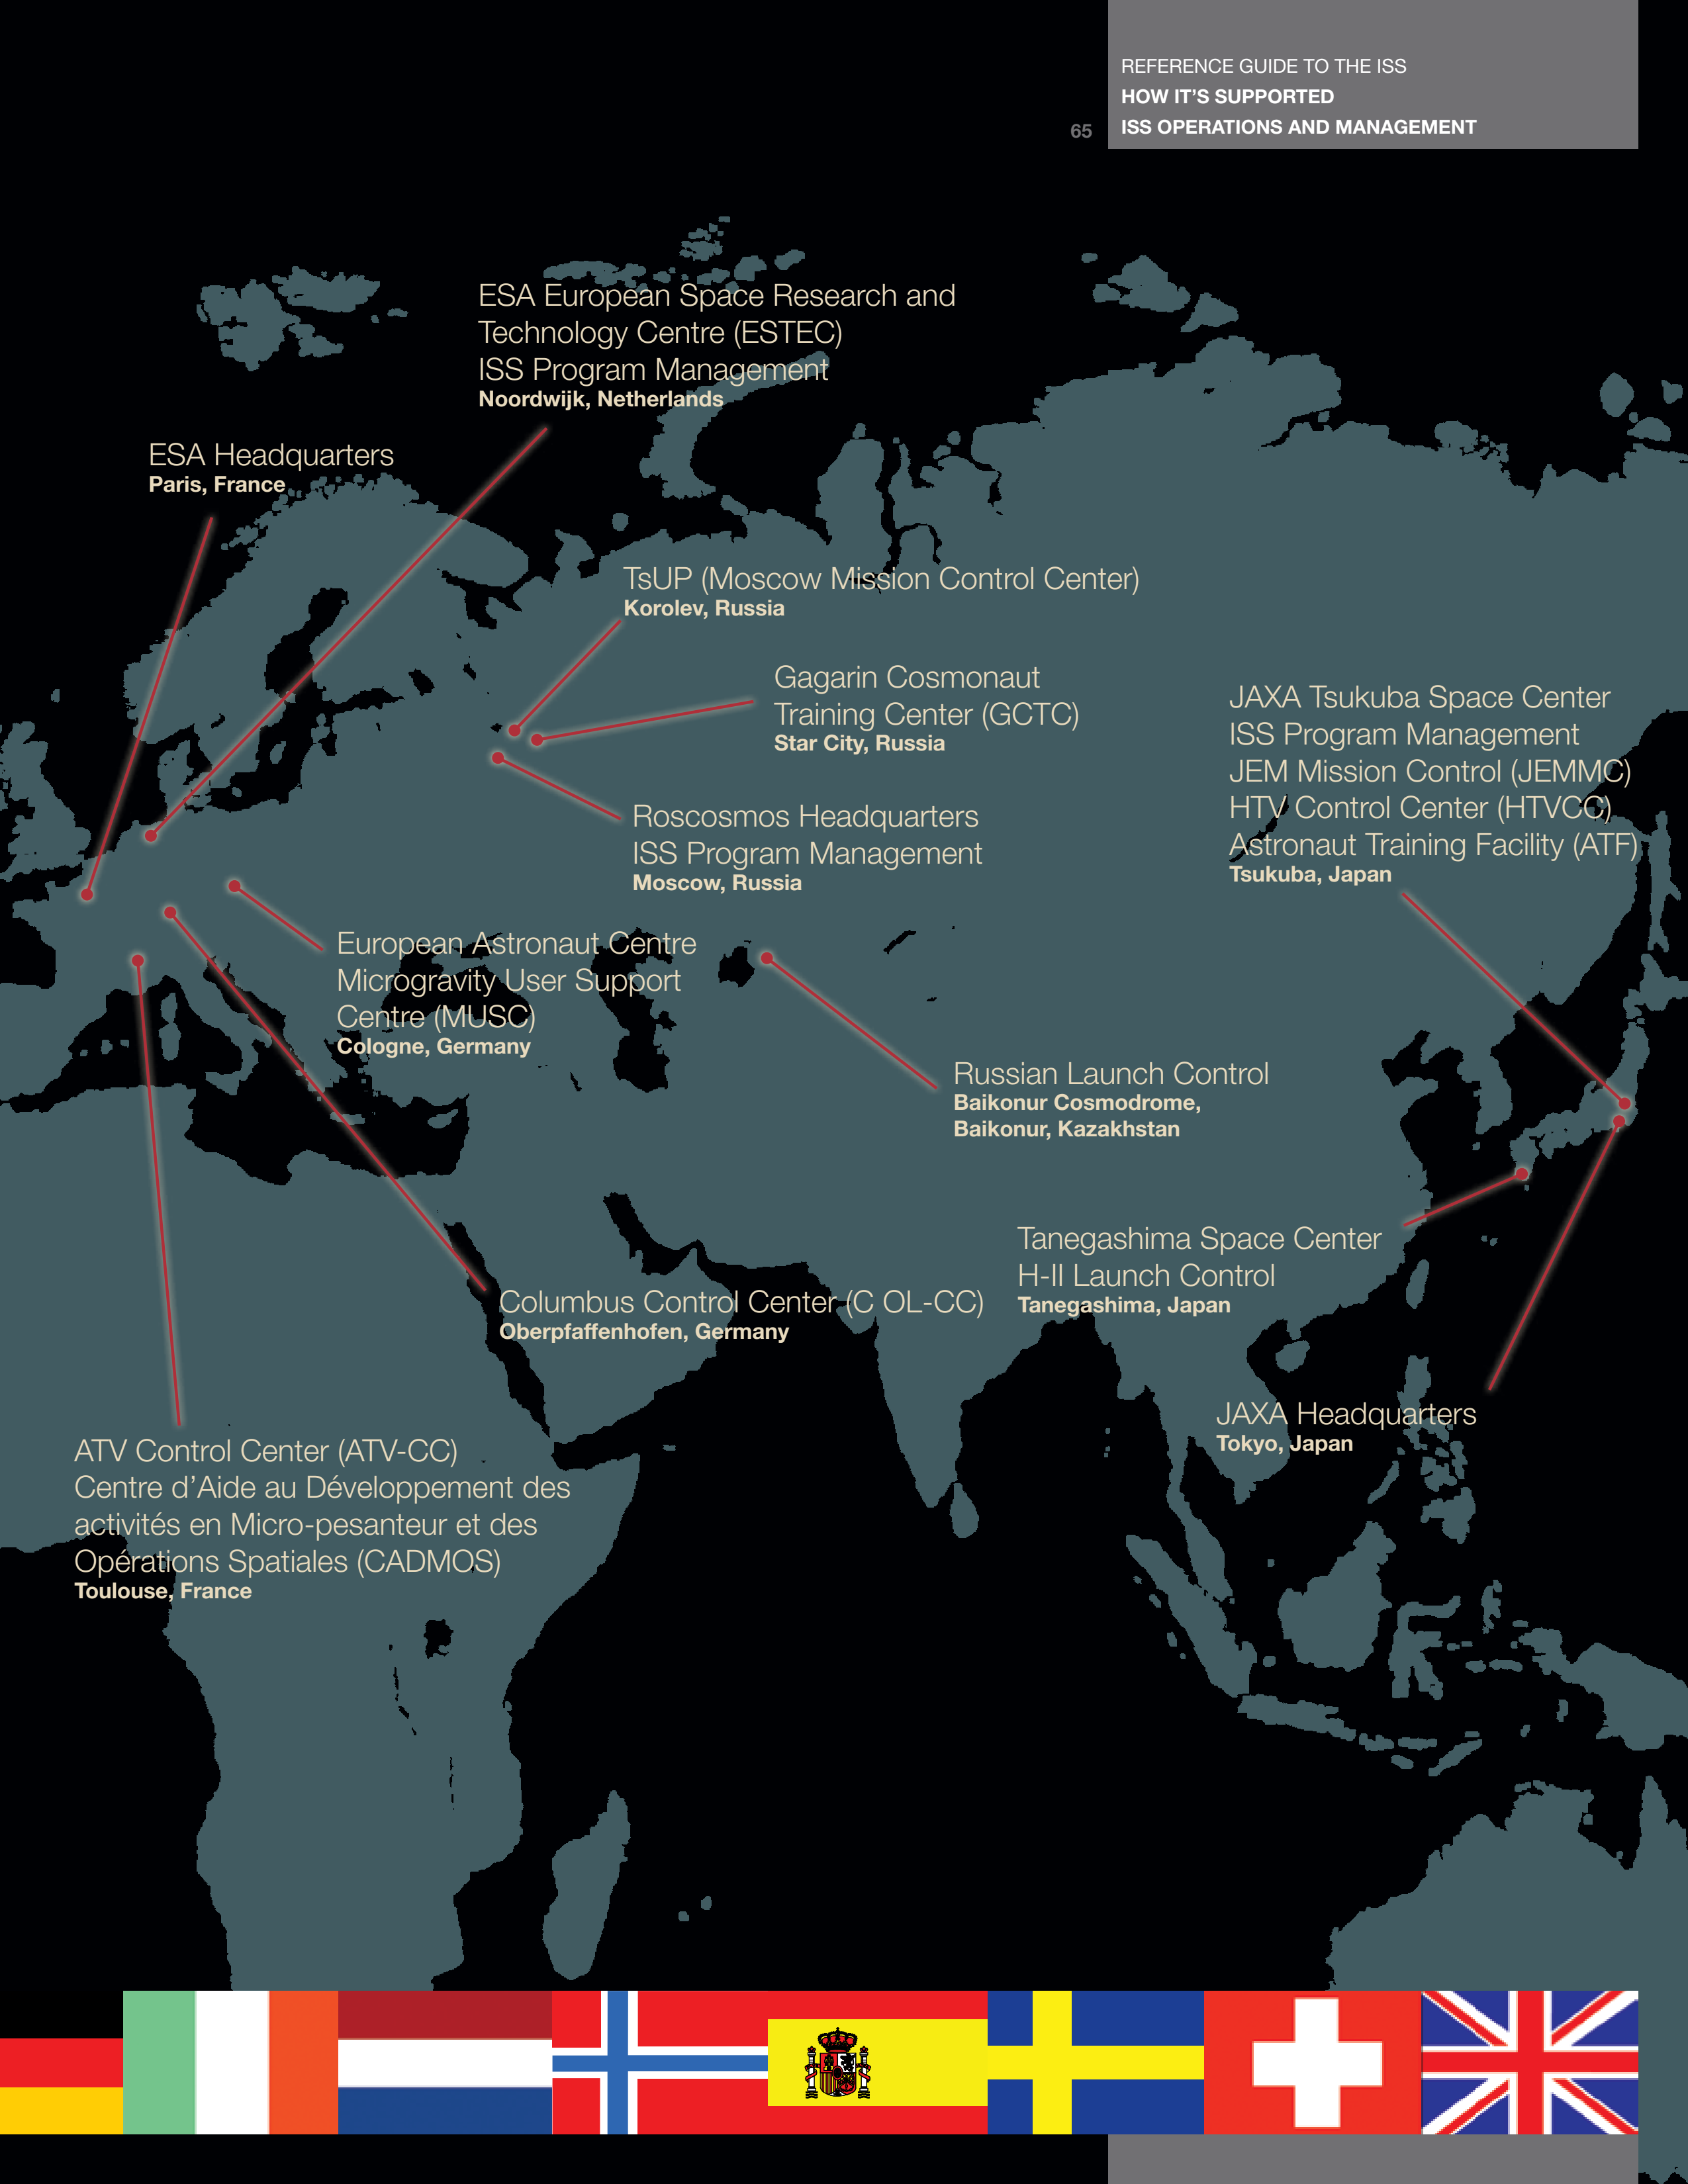 REFERENCE GUIDE TO THE ISS
HOW IT'S SUPPORTED
65
ISS OPERATIONS AND MANAGEMENT
ESA European Space Research and
Technology Centre (ESTEC)
ISS Program Management
Noordwijk, Netherlands
ESA Headquarters
Paris, France
TsUP (Moscow Mission Control Center)
Korolev, Russia
Gagarin Cosmonaut
Training Center (GCTC)
Star City, Russia
JAXA Tsukuba Space Center
ISS Program Management
JEM Mission Control (JEMMC)
HTV Control Center (HTVCC)
Astronaut Training Facility (ATF)
Tsukuba, Japan
Roscosmos Headquarters
ISS Program Management
Moscow, Russia
European Astronaut Centre
Microgravity User Support
Centre (MUSC)
Cologne, Germany
Russian Launch Control
Baikonur Cosmodrome,
Baikonur, Kazakhstan
Tanegashima Space Center
H-II Launch Control
Tanegashima, Japan
Columbus Control Center (C OL-CC)
Oberpfaffenhofen, Germany
JAXA Headquarters
Tokyo, Japan
ATV Control Center (ATV-CC)
Centre d'Aide au Développement des
activités en Micro-pesanteur et des
Opérations Spatiales (CADMOS)
Toulouse, France